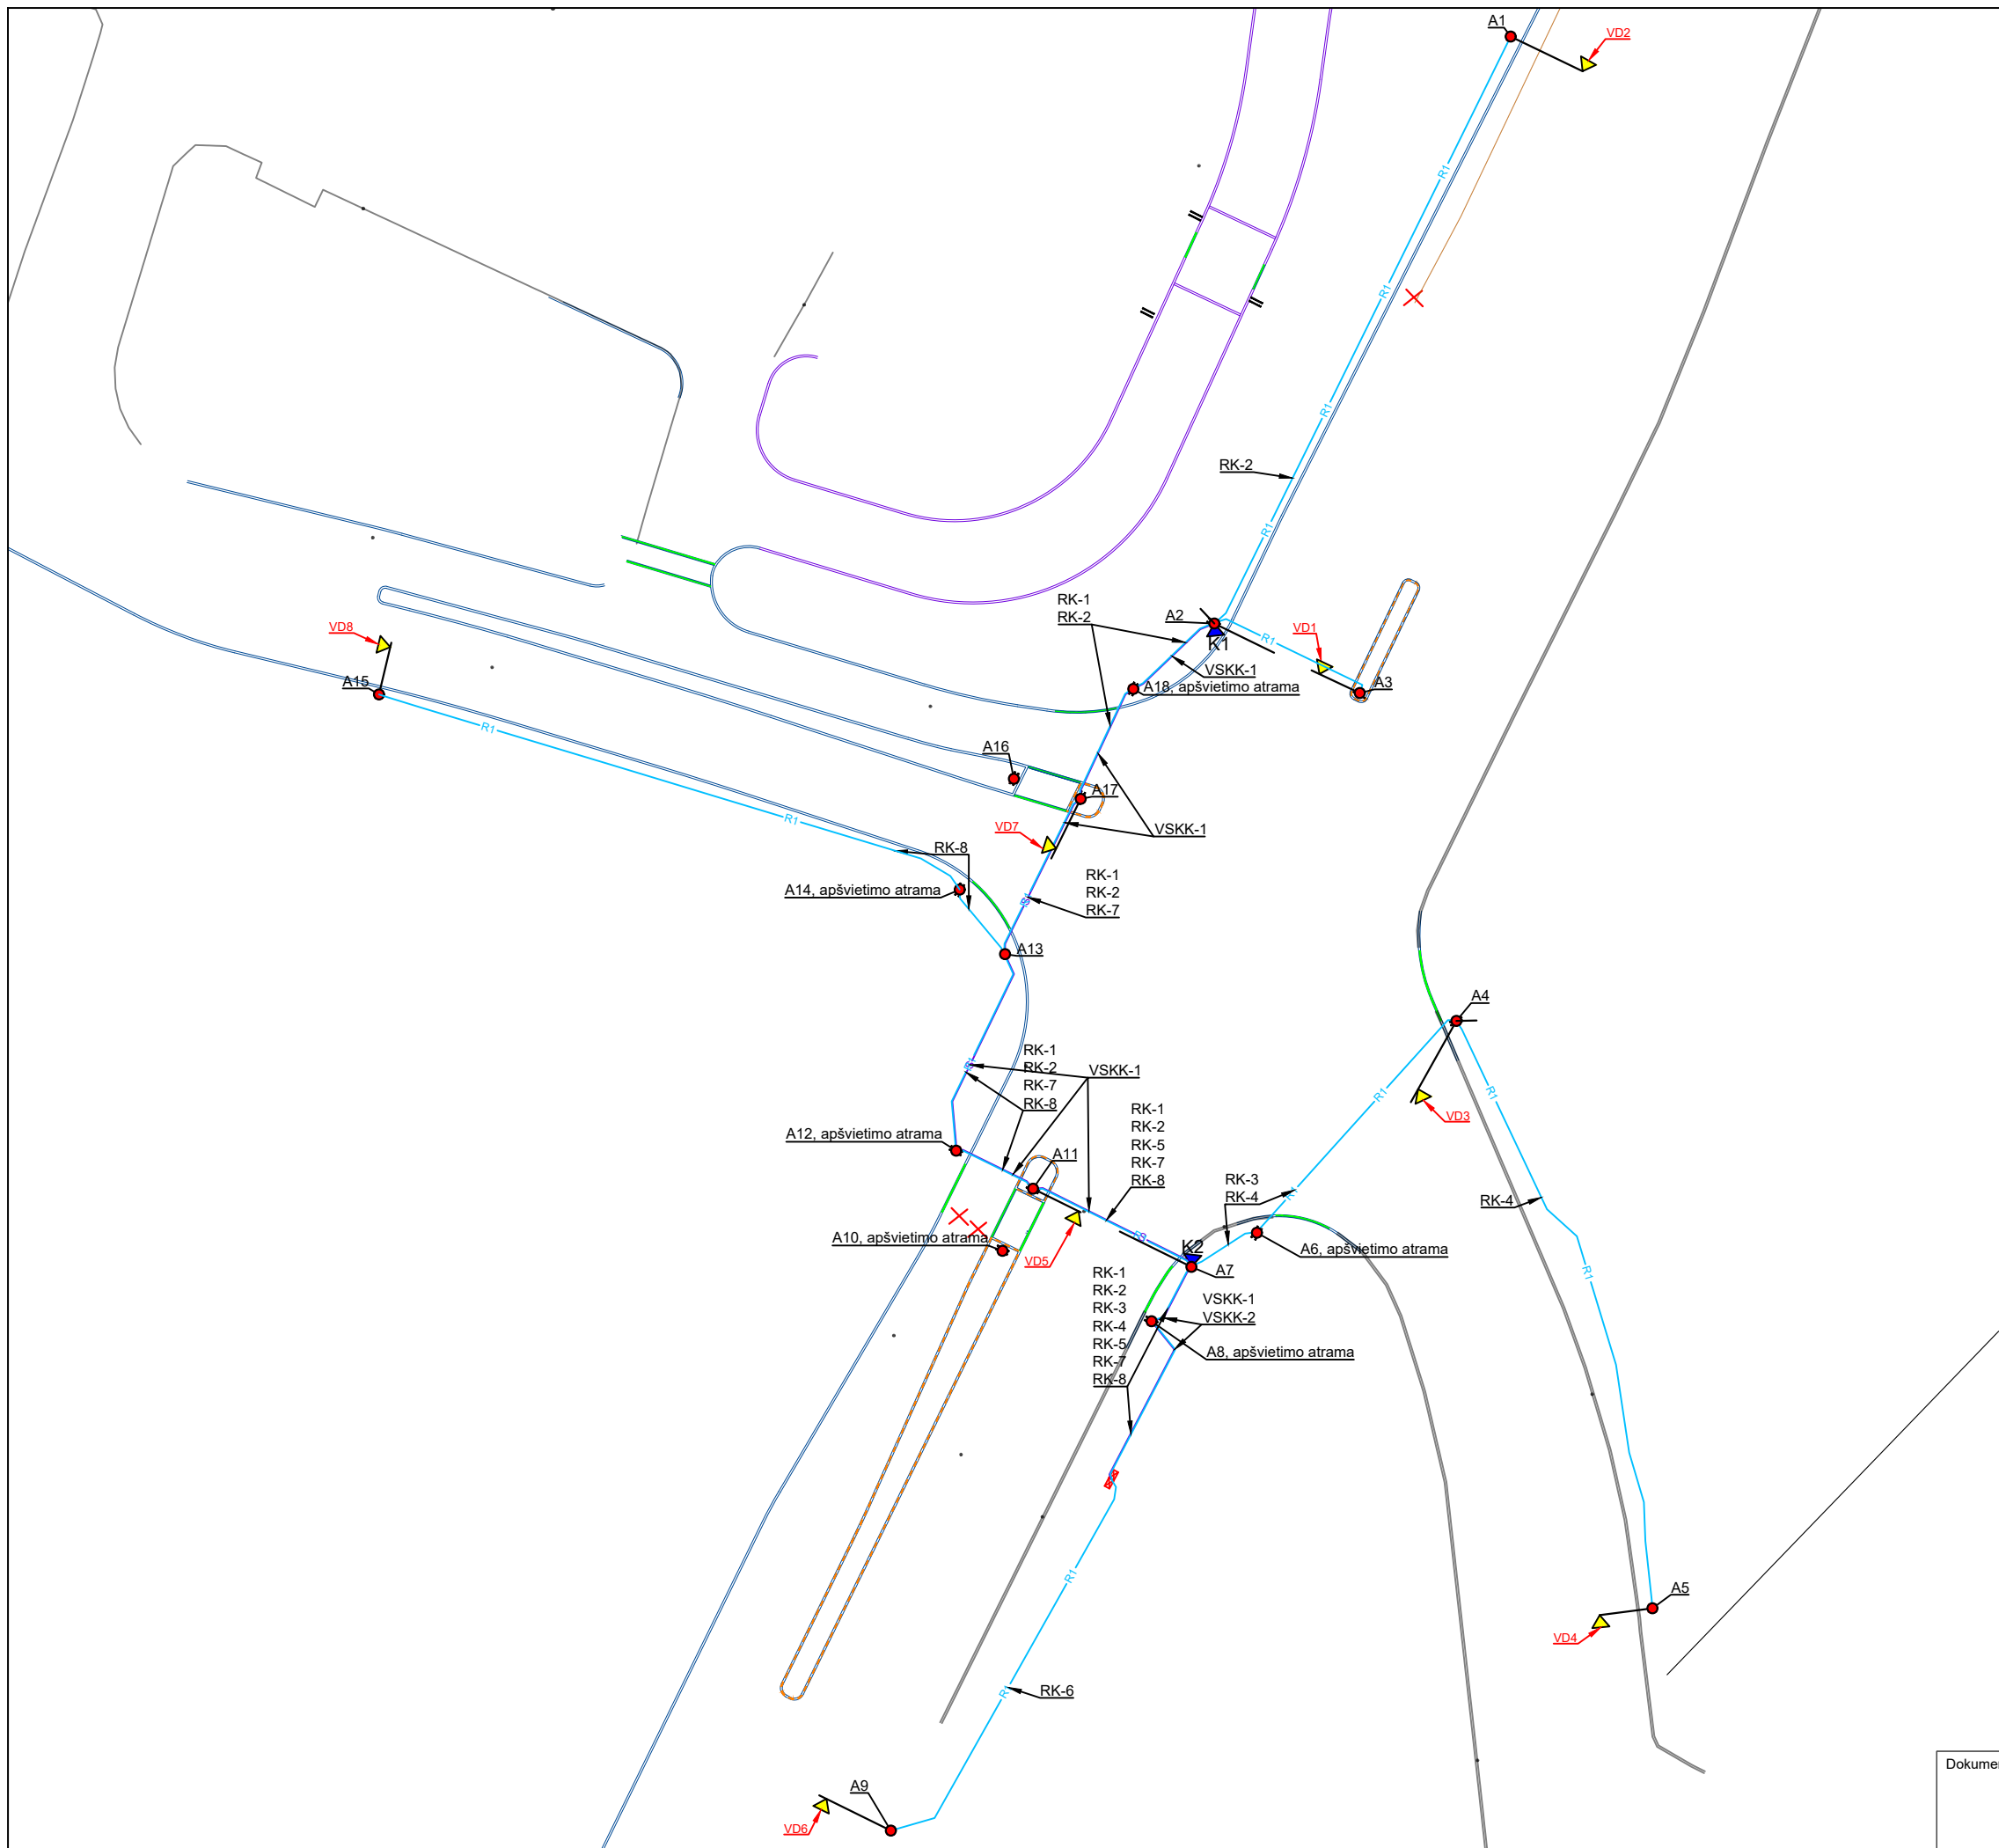 A1
VD2
R1
R1
R1
RK-2
R1
RK-1
RK-2
A2
K1
VD1
R1
VD8
VSKK-1
A15
A18, apšvietimo atrama
A3
R1
A16
A17
R1
VD7
VSKK-1
RK-8
RK-1
RK-2
RK-7
A14, apšvietimo atrama
A13
A4
RK-1
RK-2
RK-7
RK-8
VSKK-1
R1
R1
VD3
RK-1
RK-2
RK-5
RK-7
RK-8
A12, apšvietimo atrama
A11
RK-3
RK-4
R1
RK-4
A10, apšvietimo atrama
VD5
K2
A6, apšvietimo atrama
A7
R1
RK-1
RK-2
RK-3
RK-4
RK-5
RK-7
RK-8
VSKK-1
VSKK-2
A8, apšvietimo atrama
R1
A5
VD4
R1
RK-6
A9
VD6
Dokume